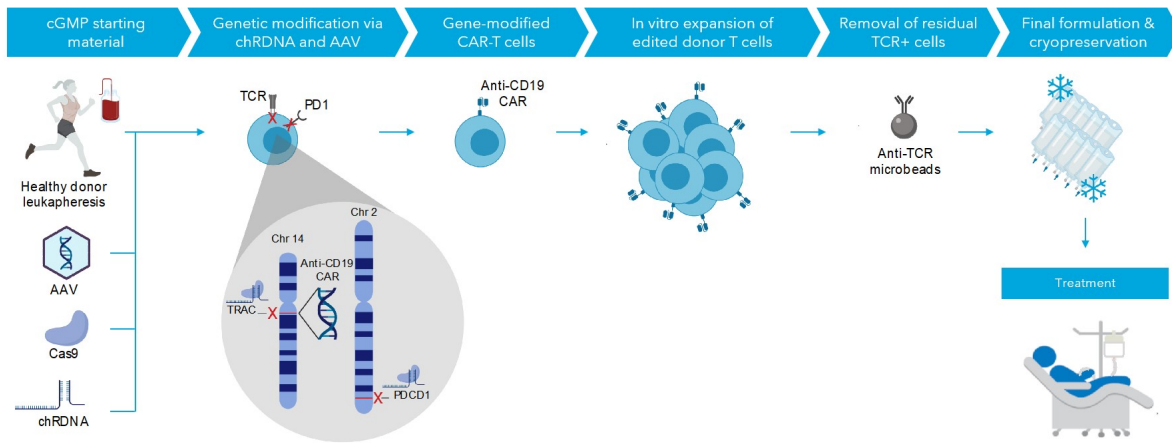 cGMP starting
material
Genetic modification via
chRDNA and AAV
Gene-modified
CAR-T cells
In vitro expansion of
edited donor T cells
Removal of residual
TCR+ cells
Final formulation &
cryopreservation
Healthy donor
leukapheresis
AAV
Cas9
chRDNA
TCR
PD1
Chr 14
Chr 2
Anti-CD19
CAR
TRAC
PDCD1
Anti-CD19
CAR
Anti-TCR
microbeads
Treatment